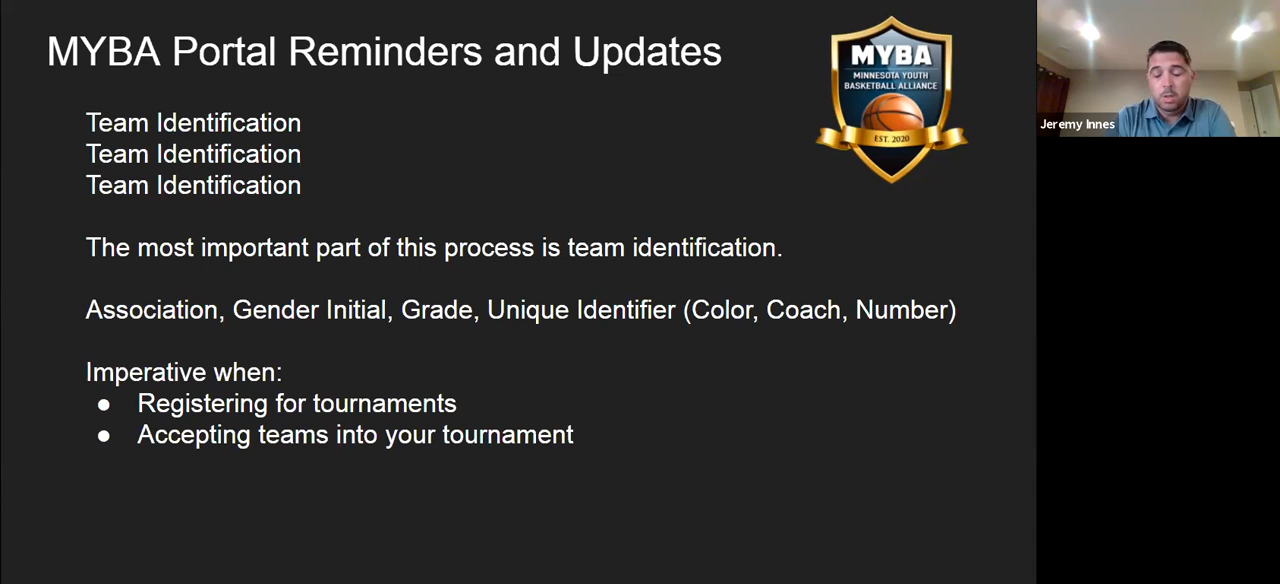 MYBA Portal Reminders and Updates
MYBA
MINNESOTA YOUTH
BASKETBALL ALLIANCE
EST. 2020
Jeremy Innes
Team Identification
Team Identification
Team Identification
The most important part of this process is team identification.
Association, Gender Initial, Grade, Unique Identifier (Color, Coach, Number)
Imperative when:
● Registering for tournaments
● Accepting teams into your tournament